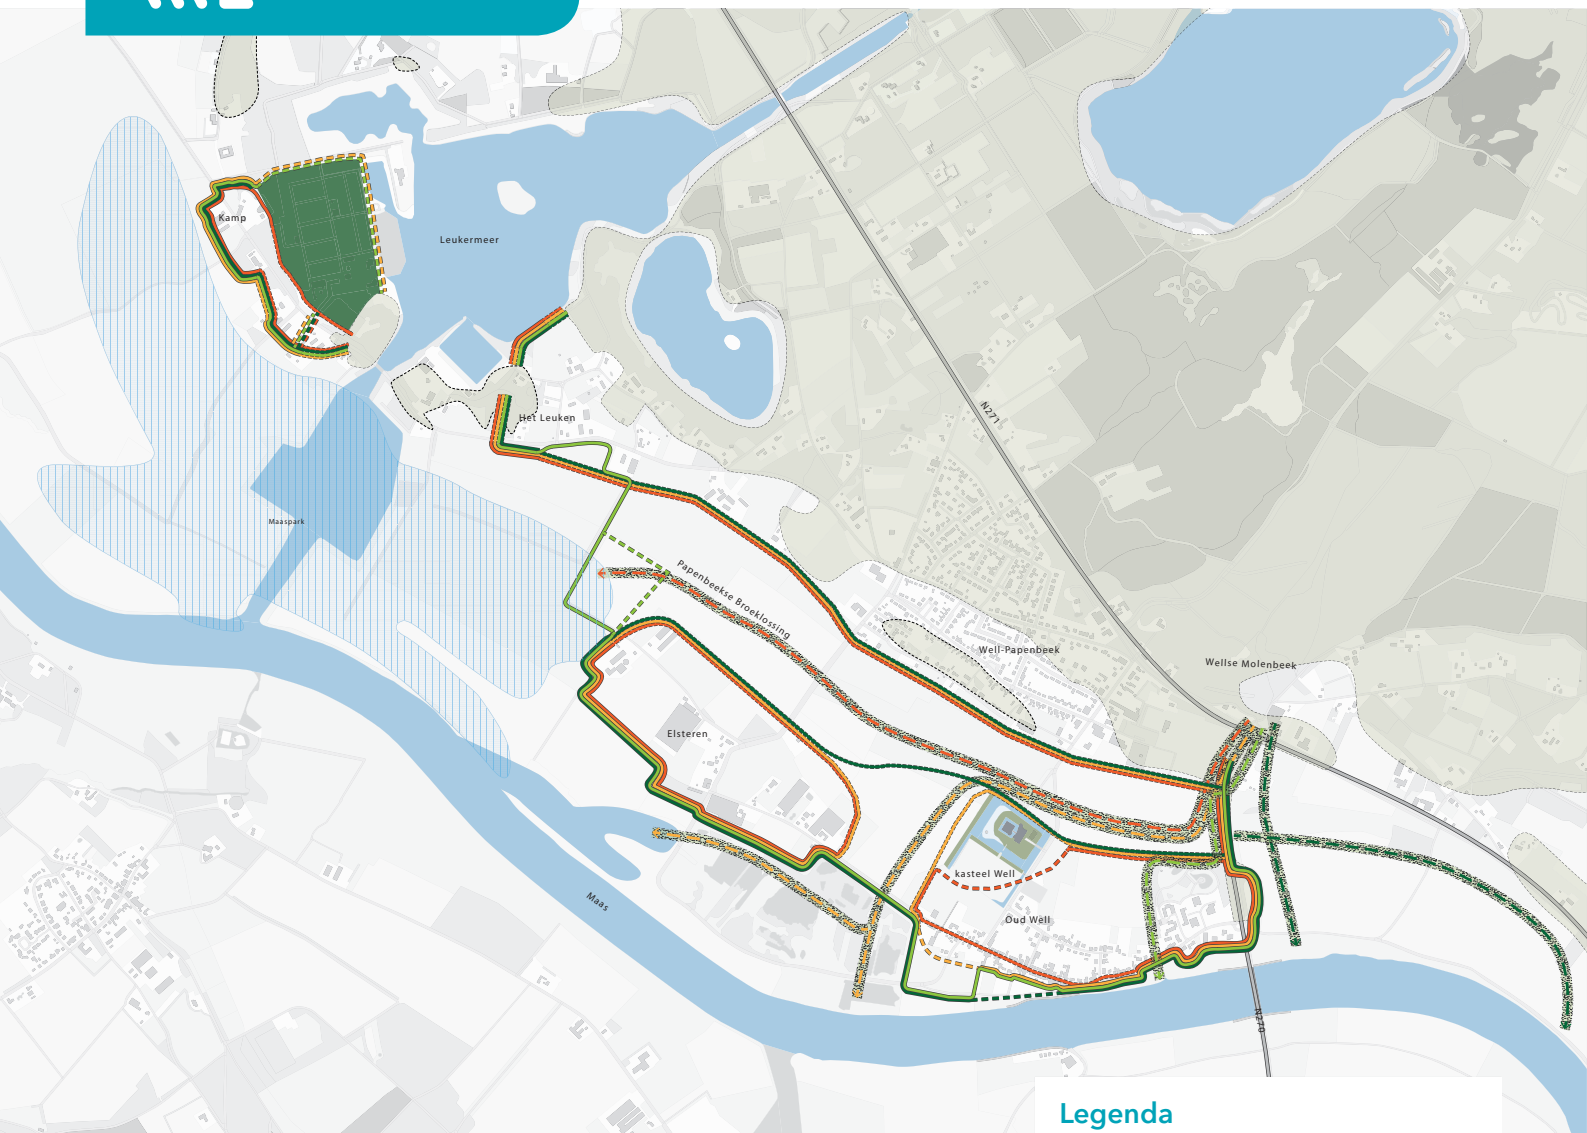 Kamp
Leukermeer
Het Leuken
N271
Maaspark
Papenbeekse Broeklossing
Well-Papenbeek
Wellse Molenbeek
Elsteren
kasteel Well
Maas
Oud Well
N270
Legenda